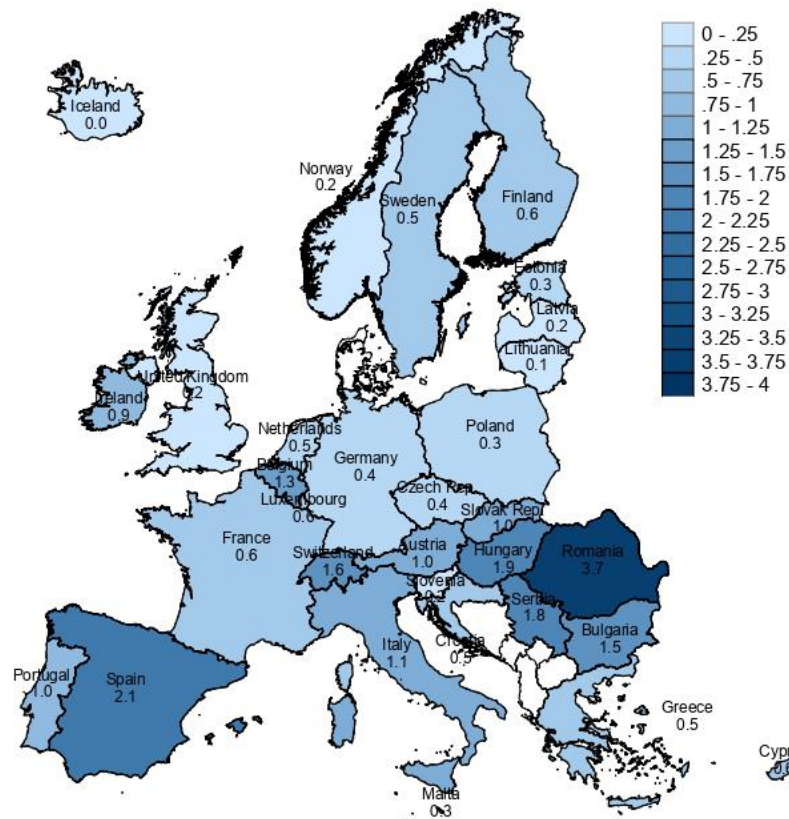 0 - .25
.25 - .5
.5 - .75
.75 - 1
1 - 1.25
1.25 - 1.5
1.5 - 1.75
1.75 - 2
2 - 2.25
2.25 - 2.5
2.5 - 2.75
2.75 - 3
3 - 3.25
3.25 - 3.5
3.5 - 3.75
3.75 - 4
Iceland
0.0
Norway
0.2
Sweden
0.5
Finland
0.6
Estonia
0.3
Latvia
0.2
Lithuania
0.1
United Kingdom
0.2
Ireland
0.9
Netherlands
0.5
Belgium
1.3
Luxembourg
0.6
Germany
0.4
Poland
0.3
Czech Rep.
0.4
Slovak Rep.
1.0
France
0.6
Switzerland
1.6
Austria
1.0
Hungary
1.9
Romania
3.7
Slovenia
0.2
Croatia
0.5
Serbia
1.8
Bulgaria
1.5
Italy
1.1
Portugal
1.0
Spain
2.1
Greece
0.5
Cypr
0.6
Malta
0.3